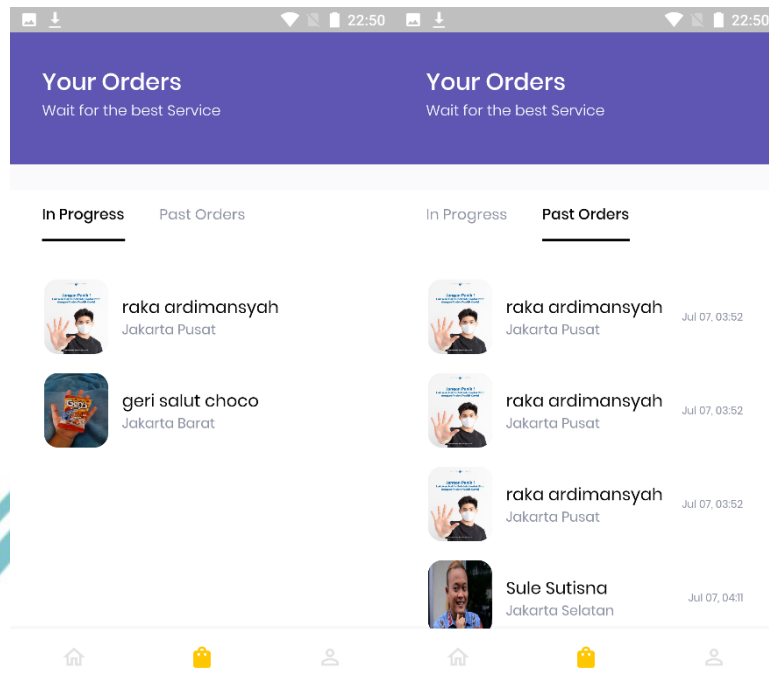 22:50
Your Orders
Wait for the best Service
In Progress
Past Orders
raka ardimansyah
Jakarta Pusat
geri salut choco
Jakarta Barat
22:50
Your Orders
Wait for the best Service
In Progress
Past Orders
raka ardimansyah
Jakarta Pusat
Jul 07, 03:52
raka ardimansyah
Jakarta Pusat
Jul 07, 03:52
raka ardimansyah
Jakarta Pusat
Jul 07, 03:52
Sule Sutisna
Jakarta Selatan
Jul 07, 04:11